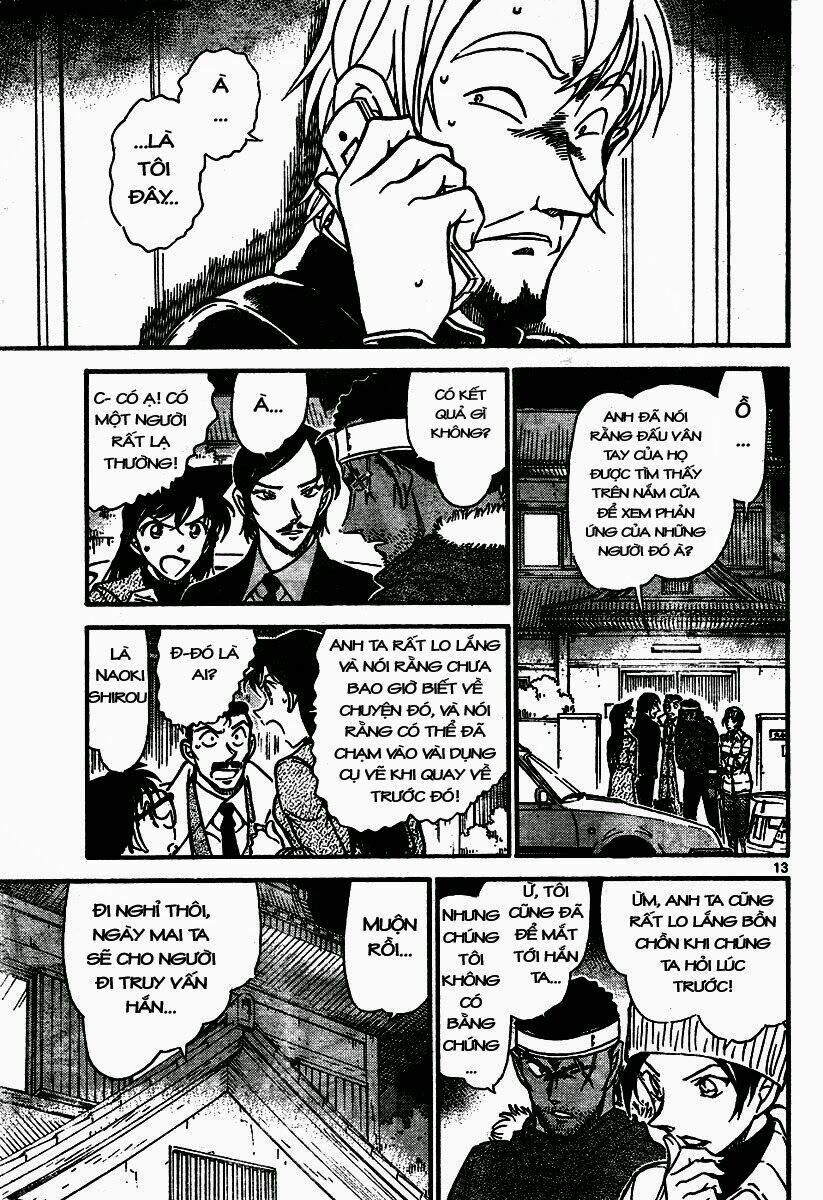 À
...
...LÀ
TÔI
ĐÂY...
Ồ
...
ANH ĐÃ NÓI
RẰNG DẤU VÂN
TAY CỦA HỌ
ĐƯỢC TÌM THẤY
TRÊN NẮM CỬA
ĐỂ XEM PHẢN
ỨNG CỦA NHỮNG
NGƯỜI ĐÓ À?
CÓ KẾT
QUẢ GÌ
KHÔNG?
À...
C- CÓ Ạ! CÓ
MỘT NGƯỜI
RẤT LẠ
THƯỜNG!
ANH TA RẤT LO LẮNG
VÀ NÓI RẰNG CHƯA
BAO GIỜ BIẾT VỀ
CHUYỆN ĐÓ, VÀ NÓI
RẰNG CÓ THỂ ĐÃ
CHẠM VÀO VÀI DỤNG
CỤ VẼ KHI QUAY VỀ
TRƯỚC ĐÓ!
Đ-ĐÓ LÀ
AI?
LÀ
NAOKI
SHIROU
13
ỪM, ANH TA CŨNG
RẤT LO LẮNG BỒN
CHỒN KHI CHÚNG
TA HỎI LÚC
TRƯỚC!
Ừ, TÔI
CŨNG ĐÃ
ĐỂ MẮT
TỚI HẮN
TA...
NHƯNG
CHÚNG
TÔI
KHÔNG
CÓ
BẰNG
CHỨNG
...
MUỘN
RỒI...
ĐI NGHỈ THÔI,
NGÀY MAI TA
SẼ CHO NGƯỜI
ĐI TRUY VẤN
HẮN...